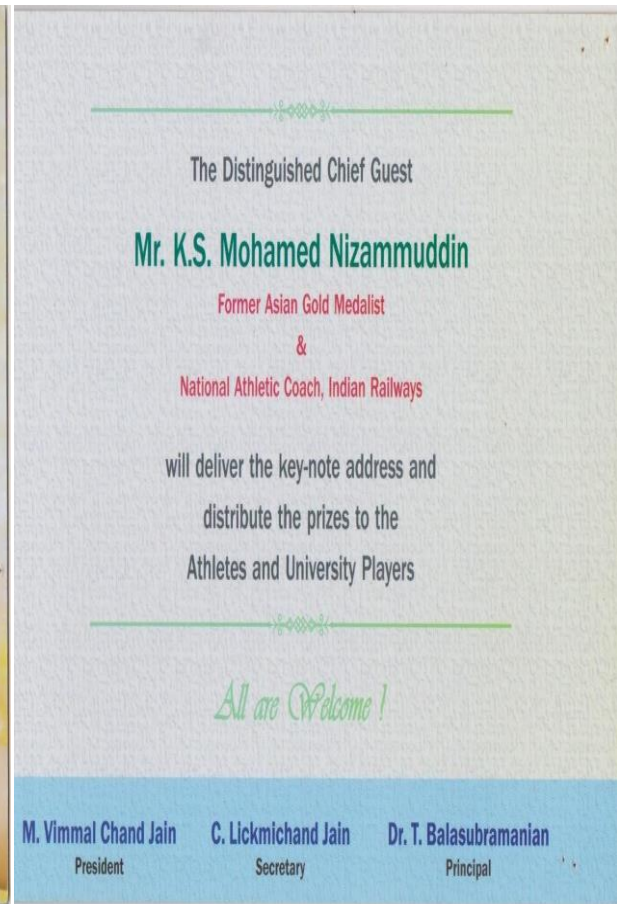 The Distinguished Chief Guest
Mr. K.S. Mohamed Nizammuddin
Former Asian Gold Medalist
&
National Athletic Coach, Indian Railways
will deliver the key-note address and
distribute the prizes to the
Athletes and University Players
All are Welcome !
M. Vimmal Chand Jain
President
C. Lickmichand Jain
Secretary
Dr. T. Balasubramanian
Principal